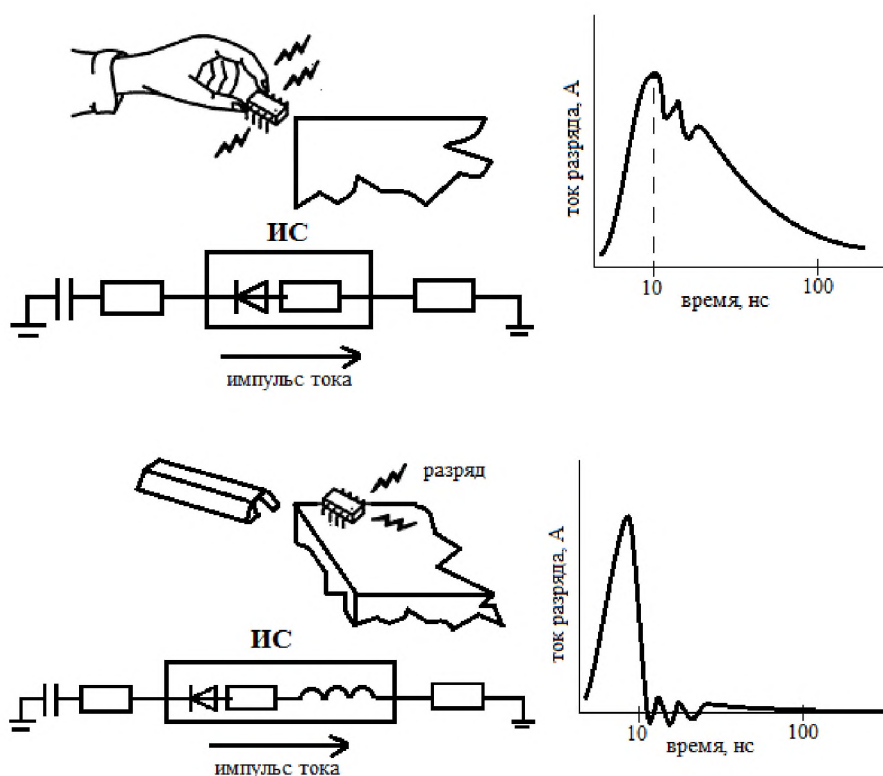 ток разряда, А
10
100
время, нс
ИС
импульс тока
разряд
ток разряда, А
ИС
10
100
время, нс
импульс тока